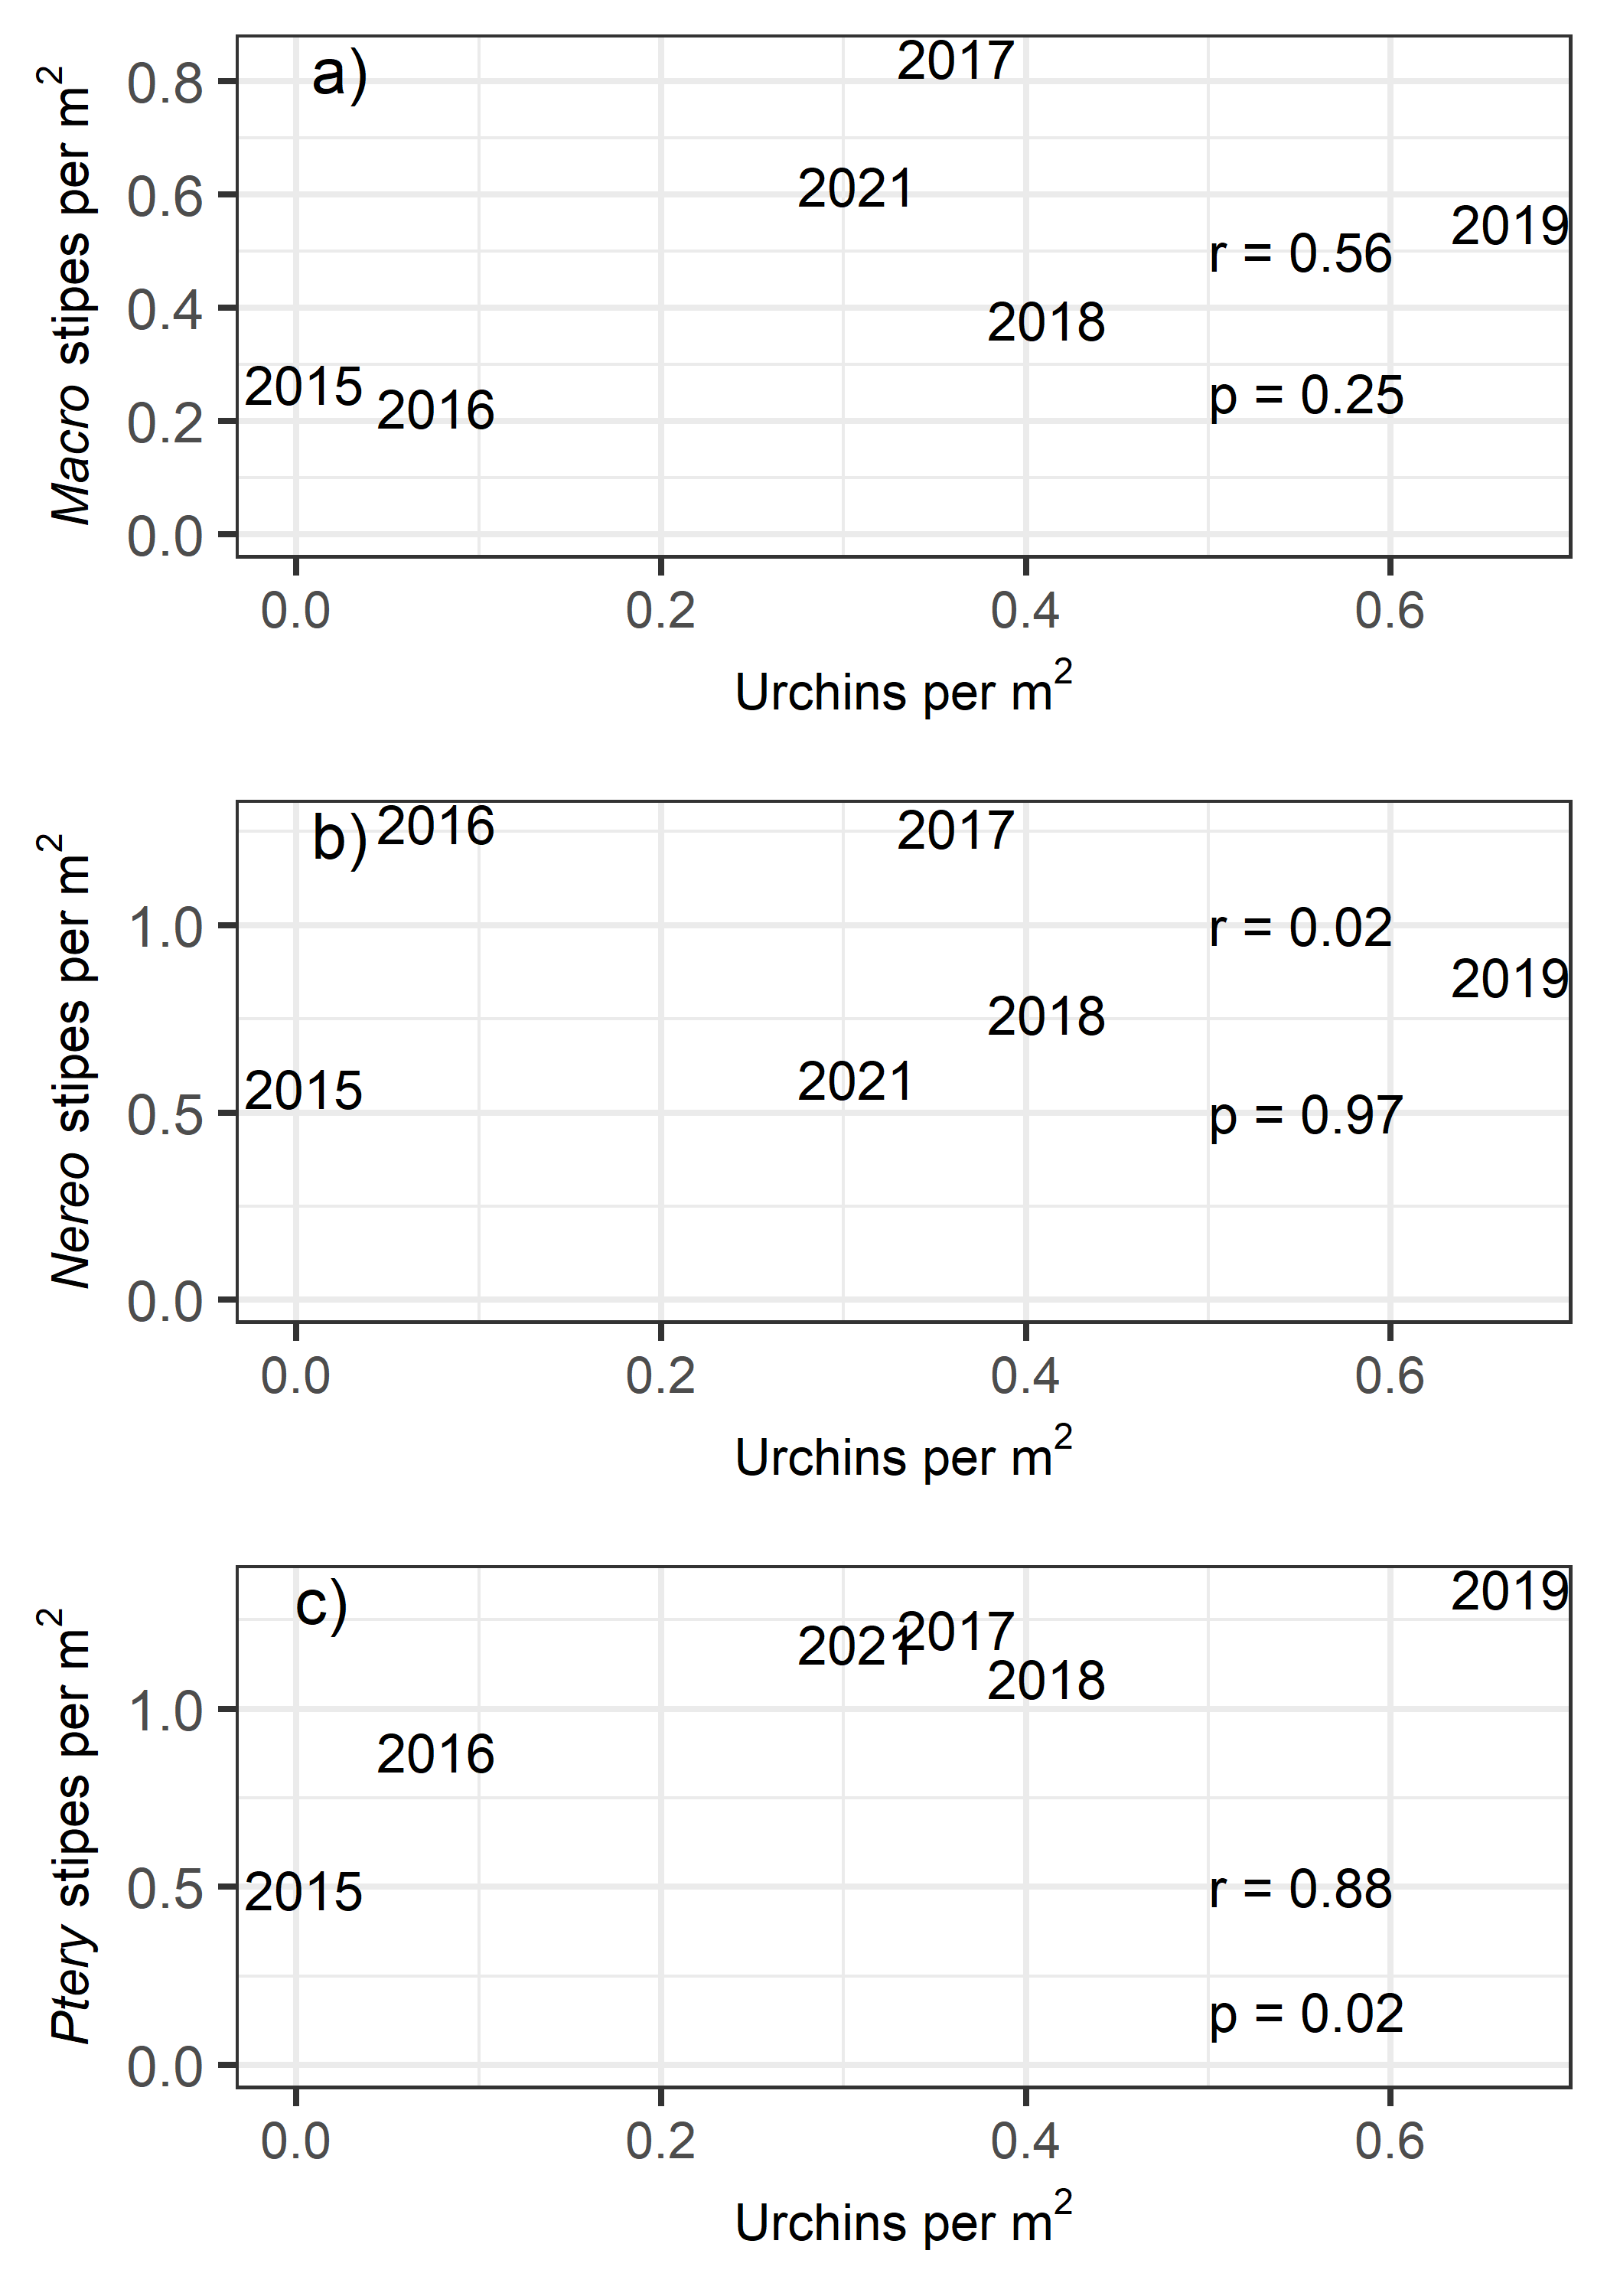 a)
2017
0.8
2021
0.6
2019
r = 0.56
2018
0.4
2015
p = 0.25
2016
0.2
0.0
Macro stipes per m²
0.0 0.2 0.4 0.6
Urchins per m²
b)
2016
2017
1.0
r = 0.02
2019
2018
2021
2015
0.5
p = 0.97
0.0
Nereo stipes per m²
0.0 0.2 0.4 0.6
Urchins per m²
c)
2019
2017
2021
2018
1.0
2016
0.5
2015
r = 0.88
p = 0.02
0.0
Ptery stipes per m²
0.0 0.2 0.4 0.6
Urchins per m²